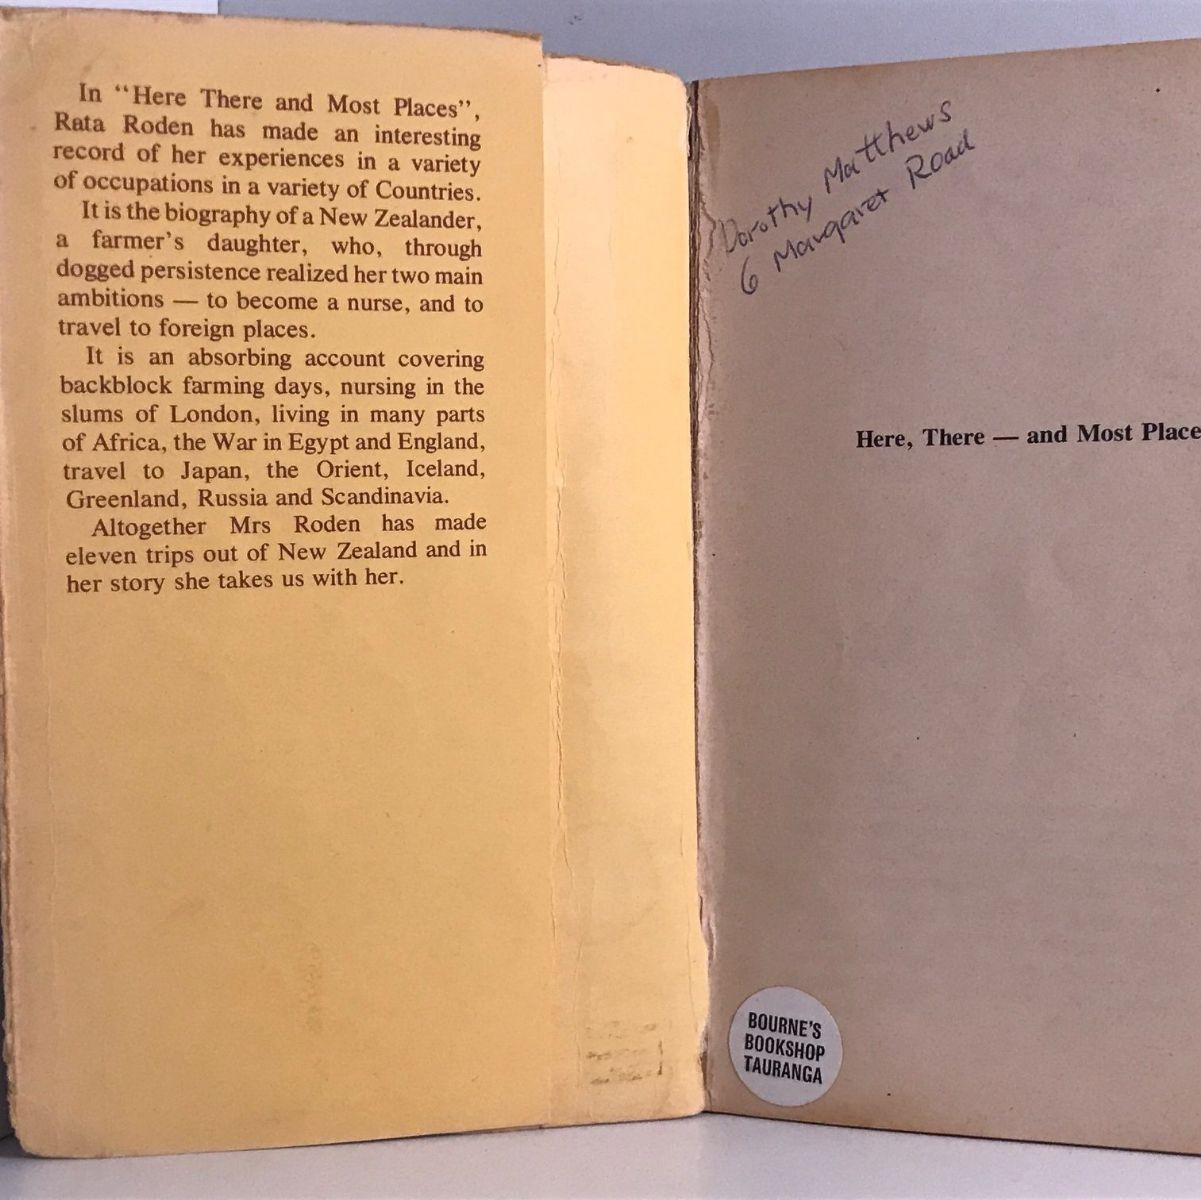 In "Here There and Most Places",
Rata Roden has made an interesting
record of her experiences in a variety
of occupations in a variety of Countries.
It is the biography of a New Zealander,
a farmer's daughter, who, through
dogged persistence realized her two main
ambitions — to become a nurse, and to
travel to foreign places.
It is an absorbing account covering
backblock farming days, nursing in the
slums of London, living in many parts
of Africa, the War in Egypt and England,
travel to Japan, the Orient, Iceland,
Greenland, Russia and Scandinavia.
Altogether Mrs Roden has made
eleven trips out of New Zealand and in
her story she takes us with her.
Dorothy Matthews
6 Margaret Road
Here, There — and Most Place
BOURNE'S
BOOKSHOP
TAURANGA